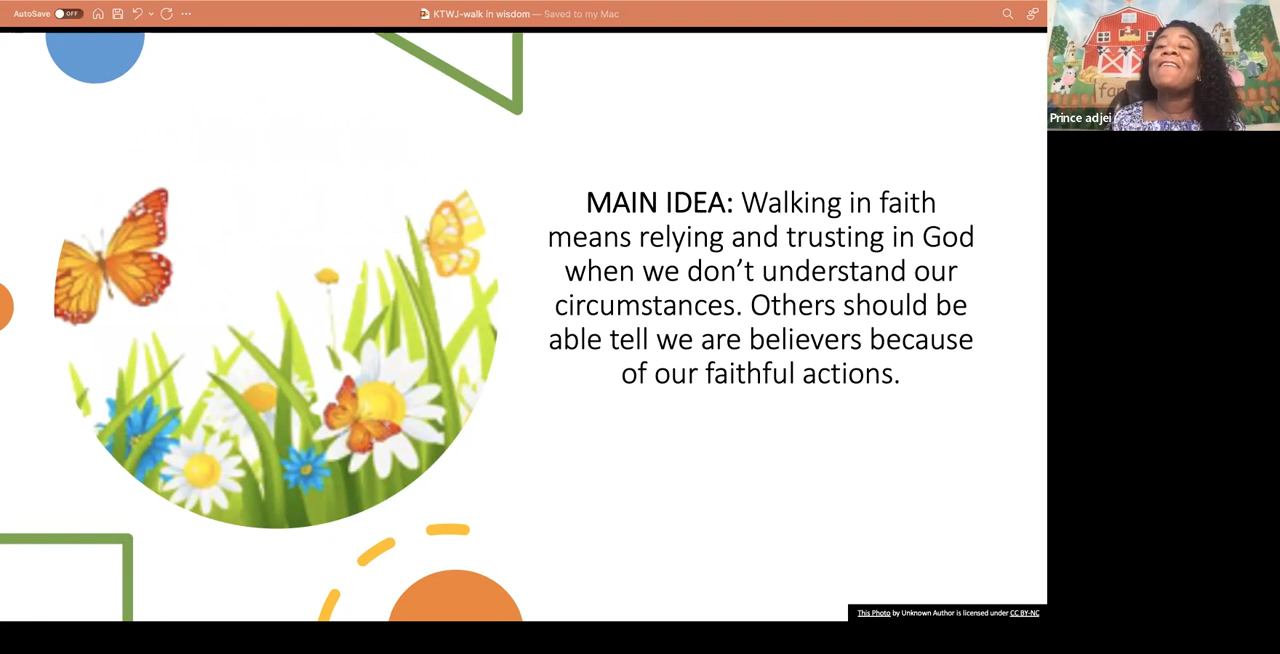 AutoSave OFF
KTWJ-walk in wisdom — Saved to my Mac
Prince adjei
MAIN IDEA: Walking in faith
means relying and trusting in God
when we don't understand our
circumstances. Others should be
able tell we are believers because
of our faithful actions.
This Photo by Unknown Author is licensed under CC BY-NC